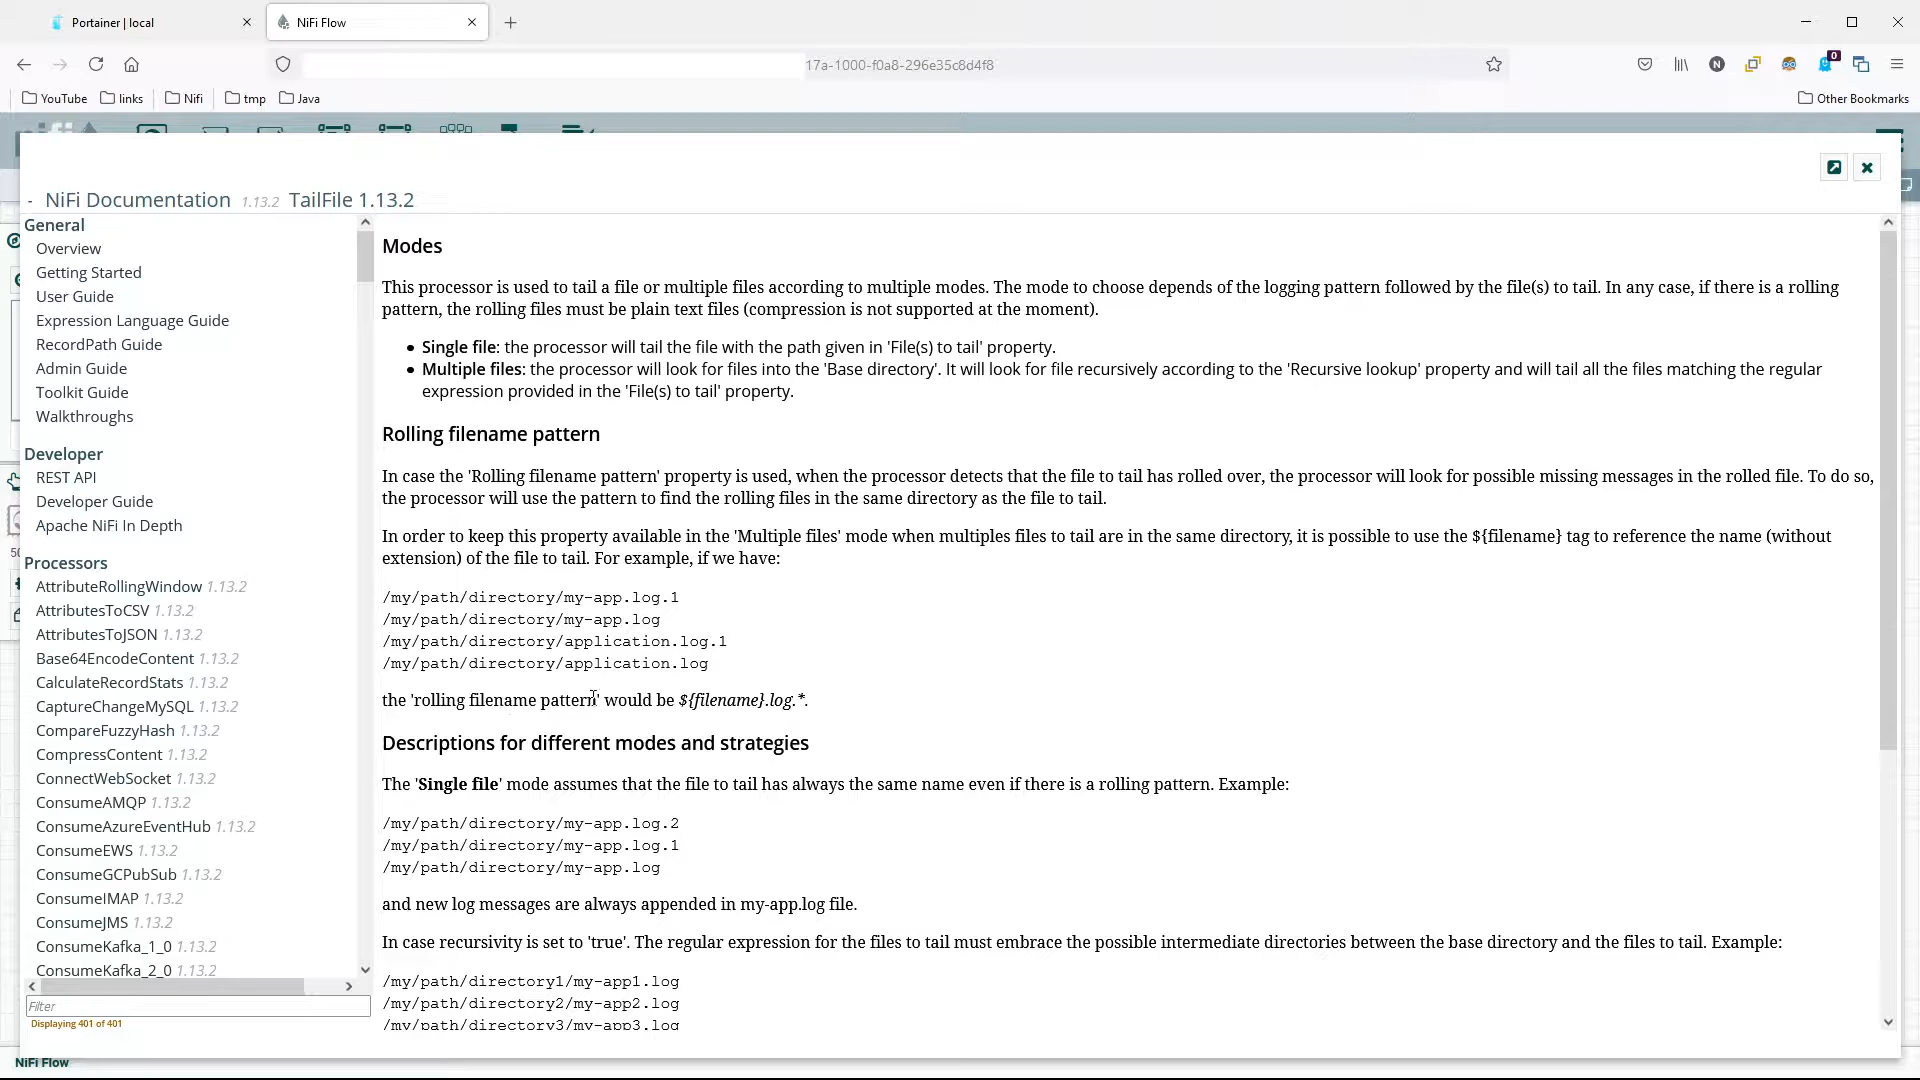 Portainer | local
NiFi Flow
17a-1000-f0a8-296e35c8d4f8
0
N
YouTube
links
Nifi
tmp
Java
Other Bookmarks
- NiFi Documentation 1.13.2 TailFile 1.13.2
General
Overview
Getting Started
User Guide
Expression Language Guide
RecordPath Guide
Admin Guide
Toolkit Guide
Walkthroughs
Developer
REST API
Developer Guide
Apache NiFi In Depth
Processors
AttributeRollingWindow 1.13.2
AttributesToCSV 1.13.2
AttributesToJSON 1.13.2
Base64EncodeContent 1.13.2
CalculateRecordStats 1.13.2
CaptureChangeMySQL 1.13.2
CompareFuzzyHash 1.13.2
CompressContent 1.13.2
ConnectWebSocket 1.13.2
ConsumeAMQP 1.13.2
ConsumeAzureEventHub 1.13.2
ConsumeEWS 1.13.2
ConsumeGCPubSub 1.13.2
ConsumeIMAP 1.13.2
ConsumeJMS 1.13.2
ConsumeKafka_1_0 1.13.2
ConsumeKafka_2_0 1.13.2
Filter
Displaying 401 of 401
Modes
This processor is used to tail a file or multiple files according to multiple modes. The mode to choose depends of the logging pattern followed by the file(s) to tail. In any case, if there is a rolling
pattern, the rolling files must be plain text files (compression is not supported at the moment).
• Single file: the processor will tail the file with the path given in 'File(s) to tail' property.
• Multiple files: the processor will look for files into the 'Base directory'. It will look for file recursively according to the 'Recursive lookup' property and will tail all the files matching the regular
expression provided in the 'File(s) to tail' property.
Rolling filename pattern
In case the 'Rolling filename pattern' property is used, when the processor detects that the file to tail has rolled over, the processor will look for possible missing messages in the rolled file. To do so,
the processor will use the pattern to find the rolling files in the same directory as the file to tail.
In order to keep this property available in the 'Multiple files' mode when multiples files to tail are in the same directory, it is possible to use the ${filename} tag to reference the name (without
extension) of the file to tail. For example, if we have:
/my/path/directory/my-app.log.1
/my/path/directory/my-app.log
/my/path/directory/application.log.1
/my/path/directory/application.log
the 'rolling filename pattern' would be ${filename}.log.*.
Descriptions for different modes and strategies
The 'Single file' mode assumes that the file to tail has always the same name even if there is a rolling pattern. Example:
/my/path/directory/my-app.log.2
/my/path/directory/my-app.log.1
/my/path/directory/my-app.log
and new log messages are always appended in my-app.log file.
In case recursivity is set to 'true'. The regular expression for the files to tail must embrace the possible intermediate directories between the base directory and the files to tail. Example:
/my/path/directory1/my-app1.log
/my/path/directory2/my-app2.log
/my/path/directory3/my-app3.log
NiFi Flow